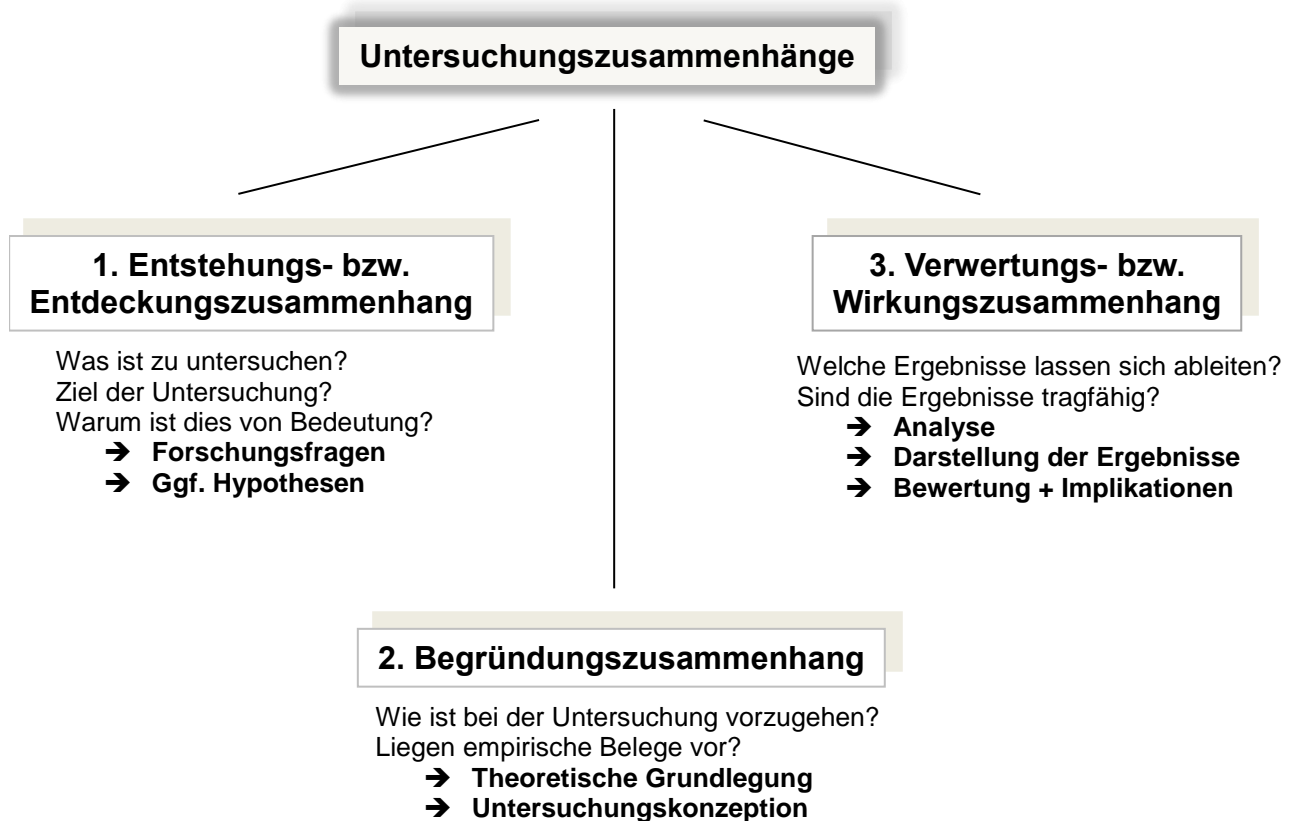 Untersuchungszusammenhänge
1. Entstehungs- bzw.
Entdeckungszusammenhang
Was ist zu untersuchen?
Ziel der Untersuchung?
Warum ist dies von Bedeutung?
➔ Forschungsfragen
➔ Ggf. Hypothesen
2. Begründungszusammenhang
Wie ist bei der Untersuchung vorzugehen?
Liegen empirische Belege vor?
➔ Theoretische Grundlegung
➔ Untersuchungskonzeption
3. Verwertungs- bzw.
Wirkungszusammenhang
Welche Ergebnisse lassen sich ableiten?
Sind die Ergebnisse tragfähig?
➔ Analyse
➔ Darstellung der Ergebnisse
➔ Bewertung + Implikationen